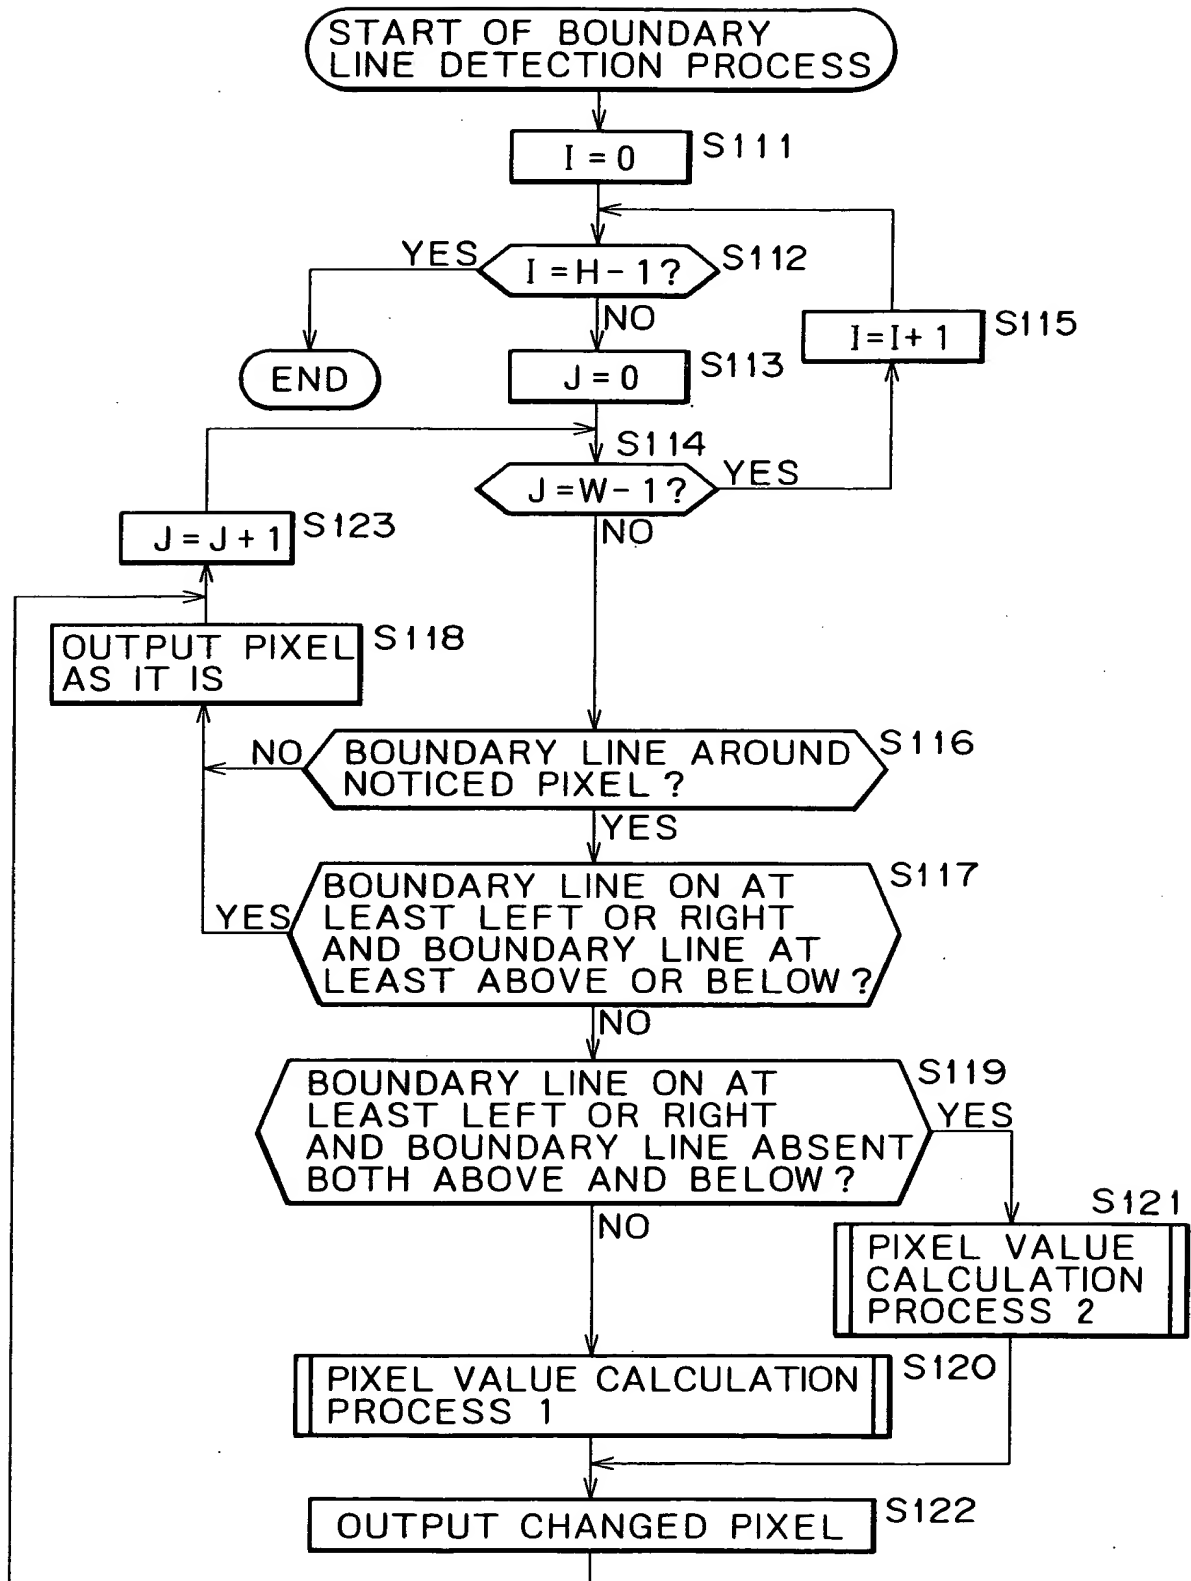 START OF BOUNDARY
LINE DETECTION PROCESS
I = 0
S111
YES
I = H - 1?
S112
NO
I = I + 1
S115
END
J = 0
S113
S114
J = W - 1?
YES
NO
J = J + 1
S123
OUTPUT PIXEL
AS IT IS
S118
NO
BOUNDARY LINE AROUND
NOTICED PIXEL ?
S116
YES
YES
BOUNDARY LINE ON AT
LEAST LEFT OR RIGHT
AND BOUNDARY LINE AT
LEAST ABOVE OR BELOW ?
S117
NO
BOUNDARY LINE ON AT
LEAST LEFT OR RIGHT
AND BOUNDARY LINE ABSENT
BOTH ABOVE AND BELOW ?
S119
YES
NO
S121
PIXEL VALUE
CALCULATION
PROCESS 2
PIXEL VALUE CALCULATION
PROCESS 1
S120
OUTPUT CHANGED PIXEL
S122